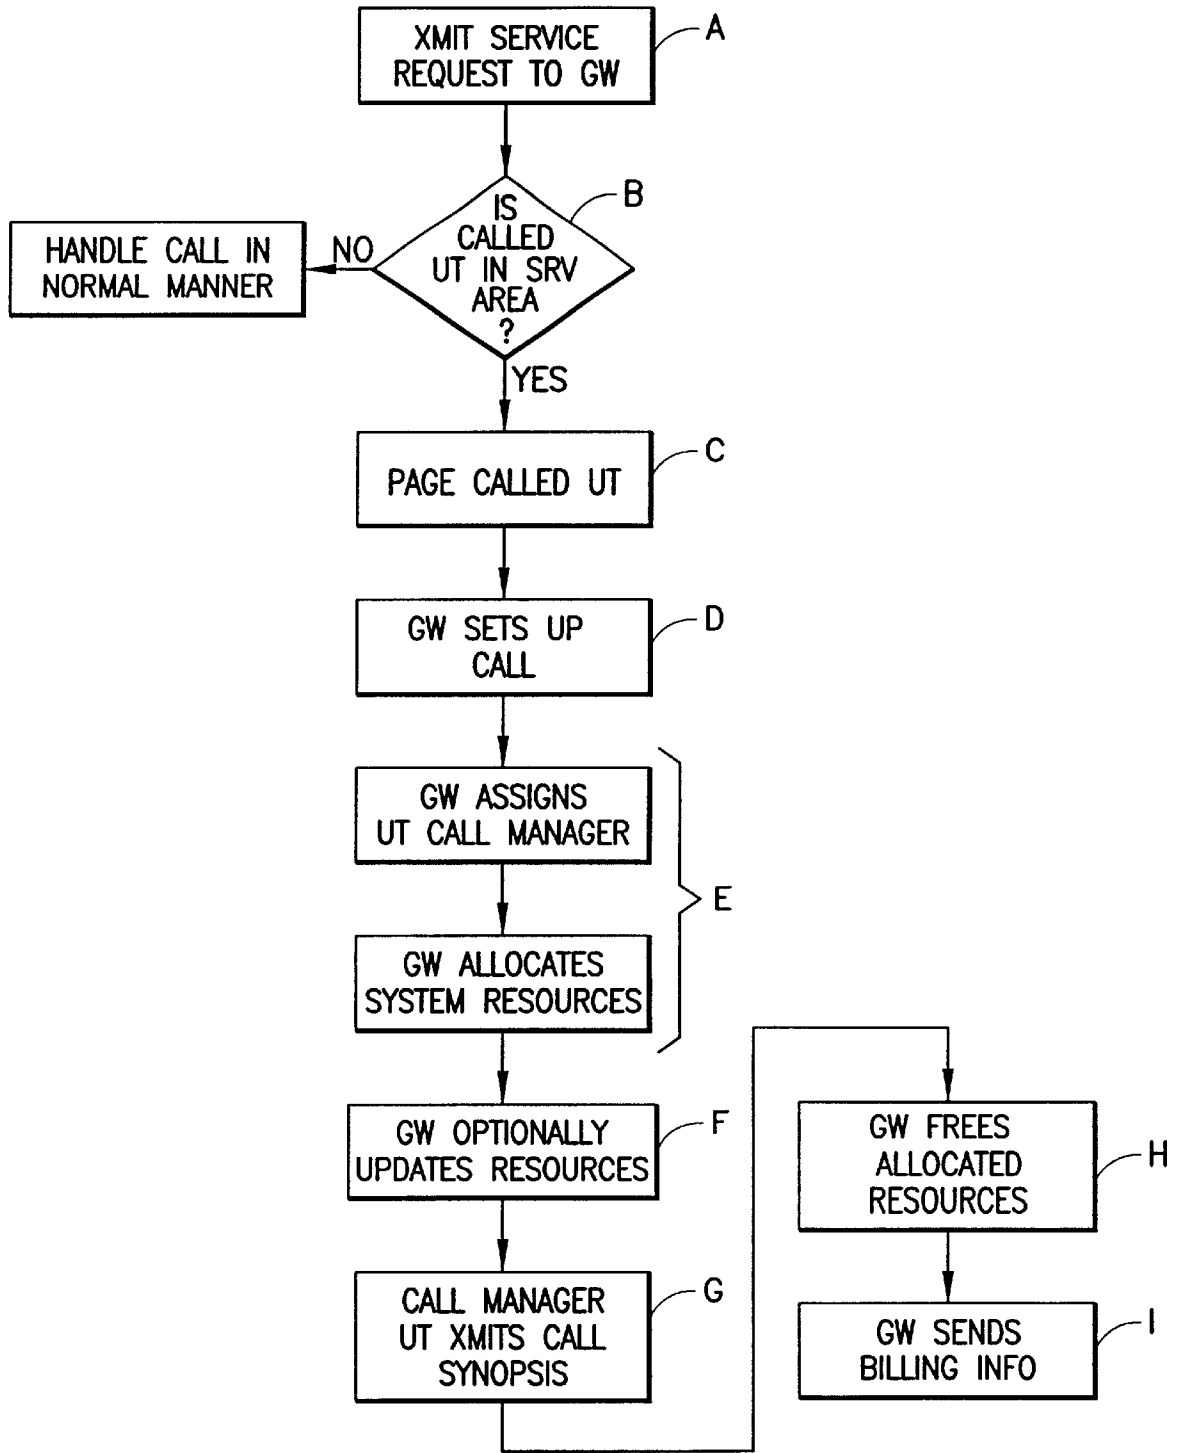 XMIT SERVICE
REQUEST TO GW
A
IS
CALLED
UT IN SRV
AREA
?
B
NO
HANDLE CALL IN
NORMAL MANNER
YES
PAGE CALLED UT
C
GW SETS UP
CALL
D
GW ASSIGNS
UT CALL MANAGER
E
GW ALLOCATES
SYSTEM RESOURCES
GW OPTIONALLY
UPDATES RESOURCES
F
CALL MANAGER
UT XMITS CALL
SYNOPSIS
G
GW FREES
ALLOCATED
RESOURCES
H
GW SENDS
BILLING INFO
I